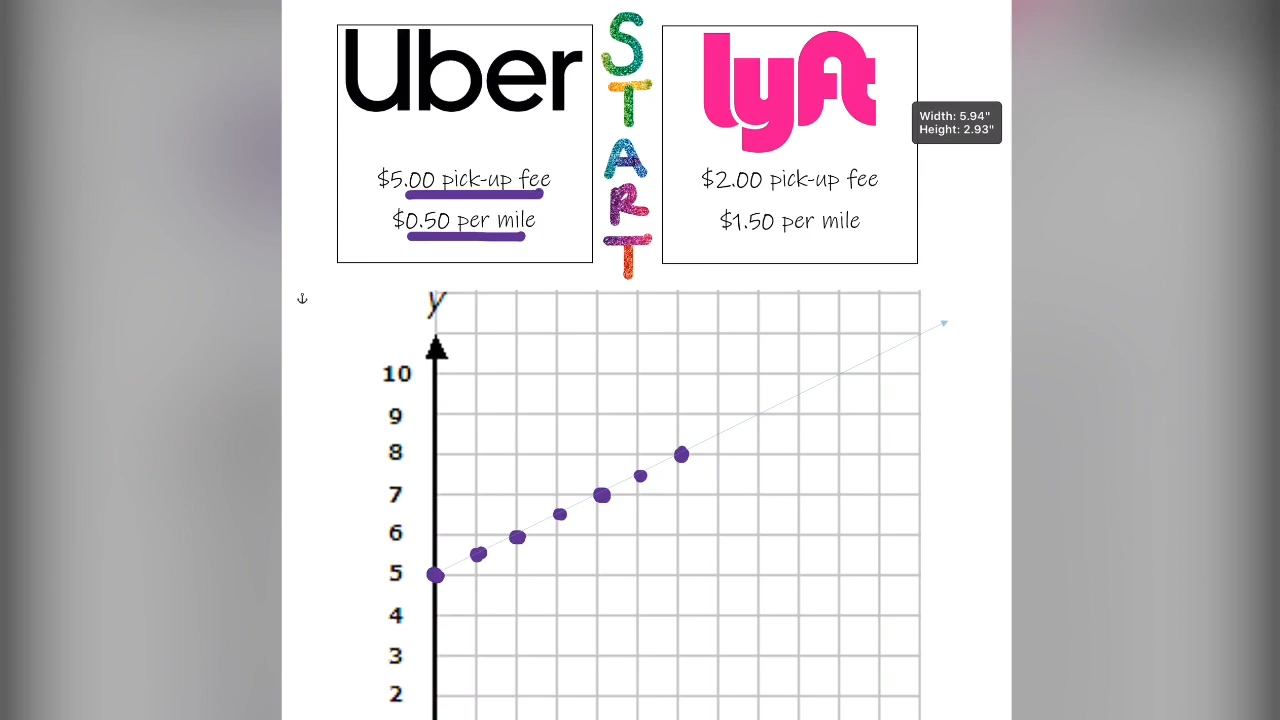 Uber
$5.00 pick-up fee
$0.50 per mile
START
lyft
$2.00 pick-up fee
$1.50 per mile
Width: 5.94"
Height: 2.93"
y
10
9
8
7
6
5
4
3
2